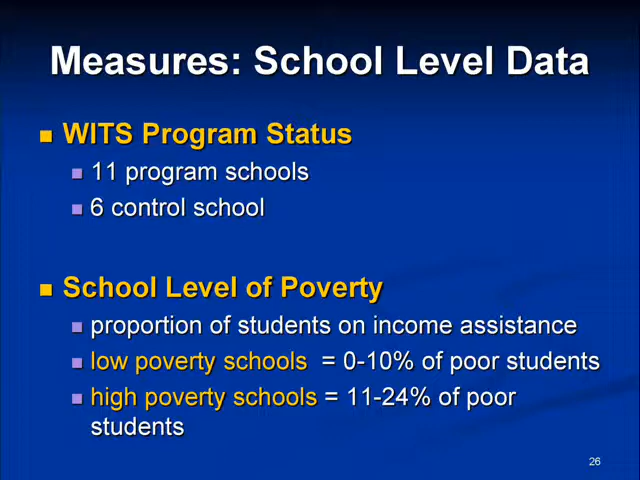 Measures: School Level Data
WITS Program Status
11 program schools
6 control school
School Level of Poverty
proportion of students on income assistance
low poverty schools = 0-10% of poor students
high poverty schools = 11-24% of poor
students
26